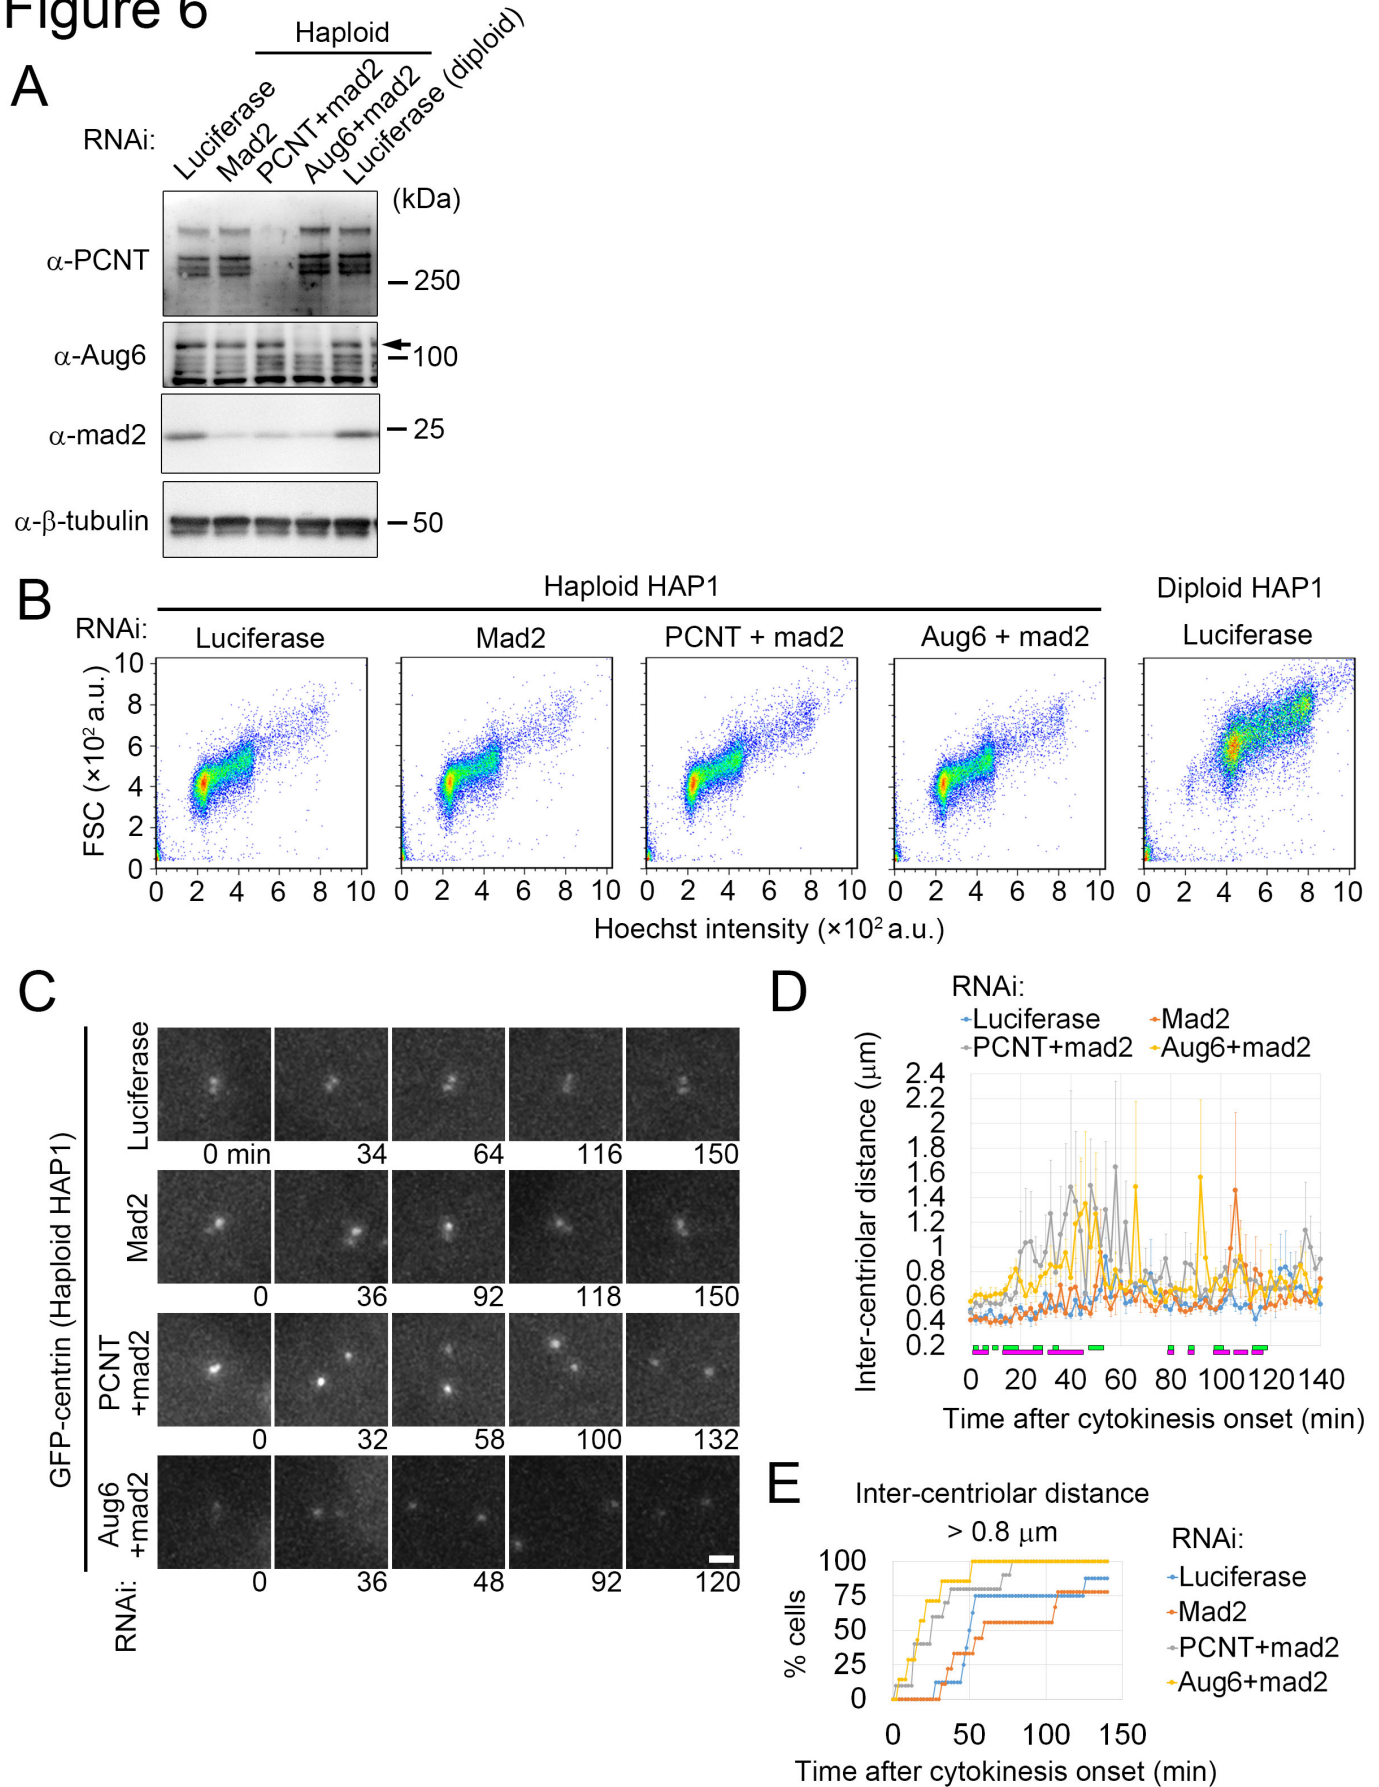 Figure 6
A
Haploid
RNAi:
Luciferase
Mad2
PCNT+mad2
Aug6+mad2
Luciferase (diploid)
(kDa)
α-PCNT
250
α-Aug6
100
α-mad2
25
α-β-tubulin
50
B
Haploid HAP1
Diploid HAP1
RNAi:
Luciferase
Mad2
PCNT + mad2
Aug6 + mad2
Luciferase
FSC (×10² a.u.)
10
8
6
4
2
0
0 2 4 6 8 10
0 2 4 6 8 10
0 2 4 6 8 10
0 2 4 6 8 10
0 2 4 6 8 10
Hoechst intensity (×10² a.u.)
C
GFP-centrin (Haploid HAP1)
Luciferase
0 min 34 64 116 150
Mad2
0 36 92 118 150
PCNT
+mad2
0 32 58 100 132
Aug6
+mad2
0 36 48 92 120
RNAi:
D
RNAi:
Luciferase Mad2
PCNT+mad2 Aug6+mad2
Inter-centriolar distance (μm)
2.4
2.2
2
1.8
1.6
1.4
1.2
1
0.8
0.6
0.4
0.2
0 20 40 60 80 100 120 140
Time after cytokinesis onset (min)
E
Inter-centriolar distance
> 0.8 μm
% cells
100
75
50
25
0
0 50 100 150
Time after cytokinesis onset (min)
RNAi:
Luciferase
Mad2
PCNT+mad2
Aug6+mad2